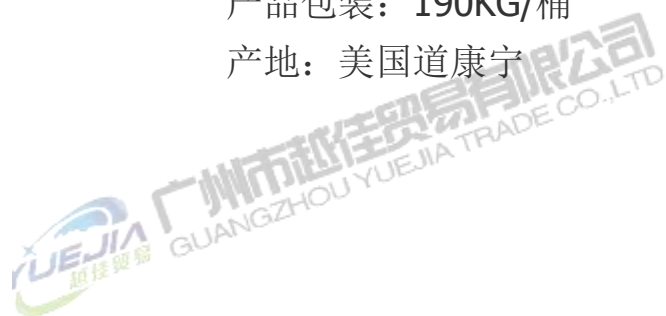 产品包装：190KG/桶
产地：美国道康宁
广州市越佳贸易有限公司
GUANGZHOU YUEJIA TRADE CO.,LTD
YUEJIA
越佳贸易